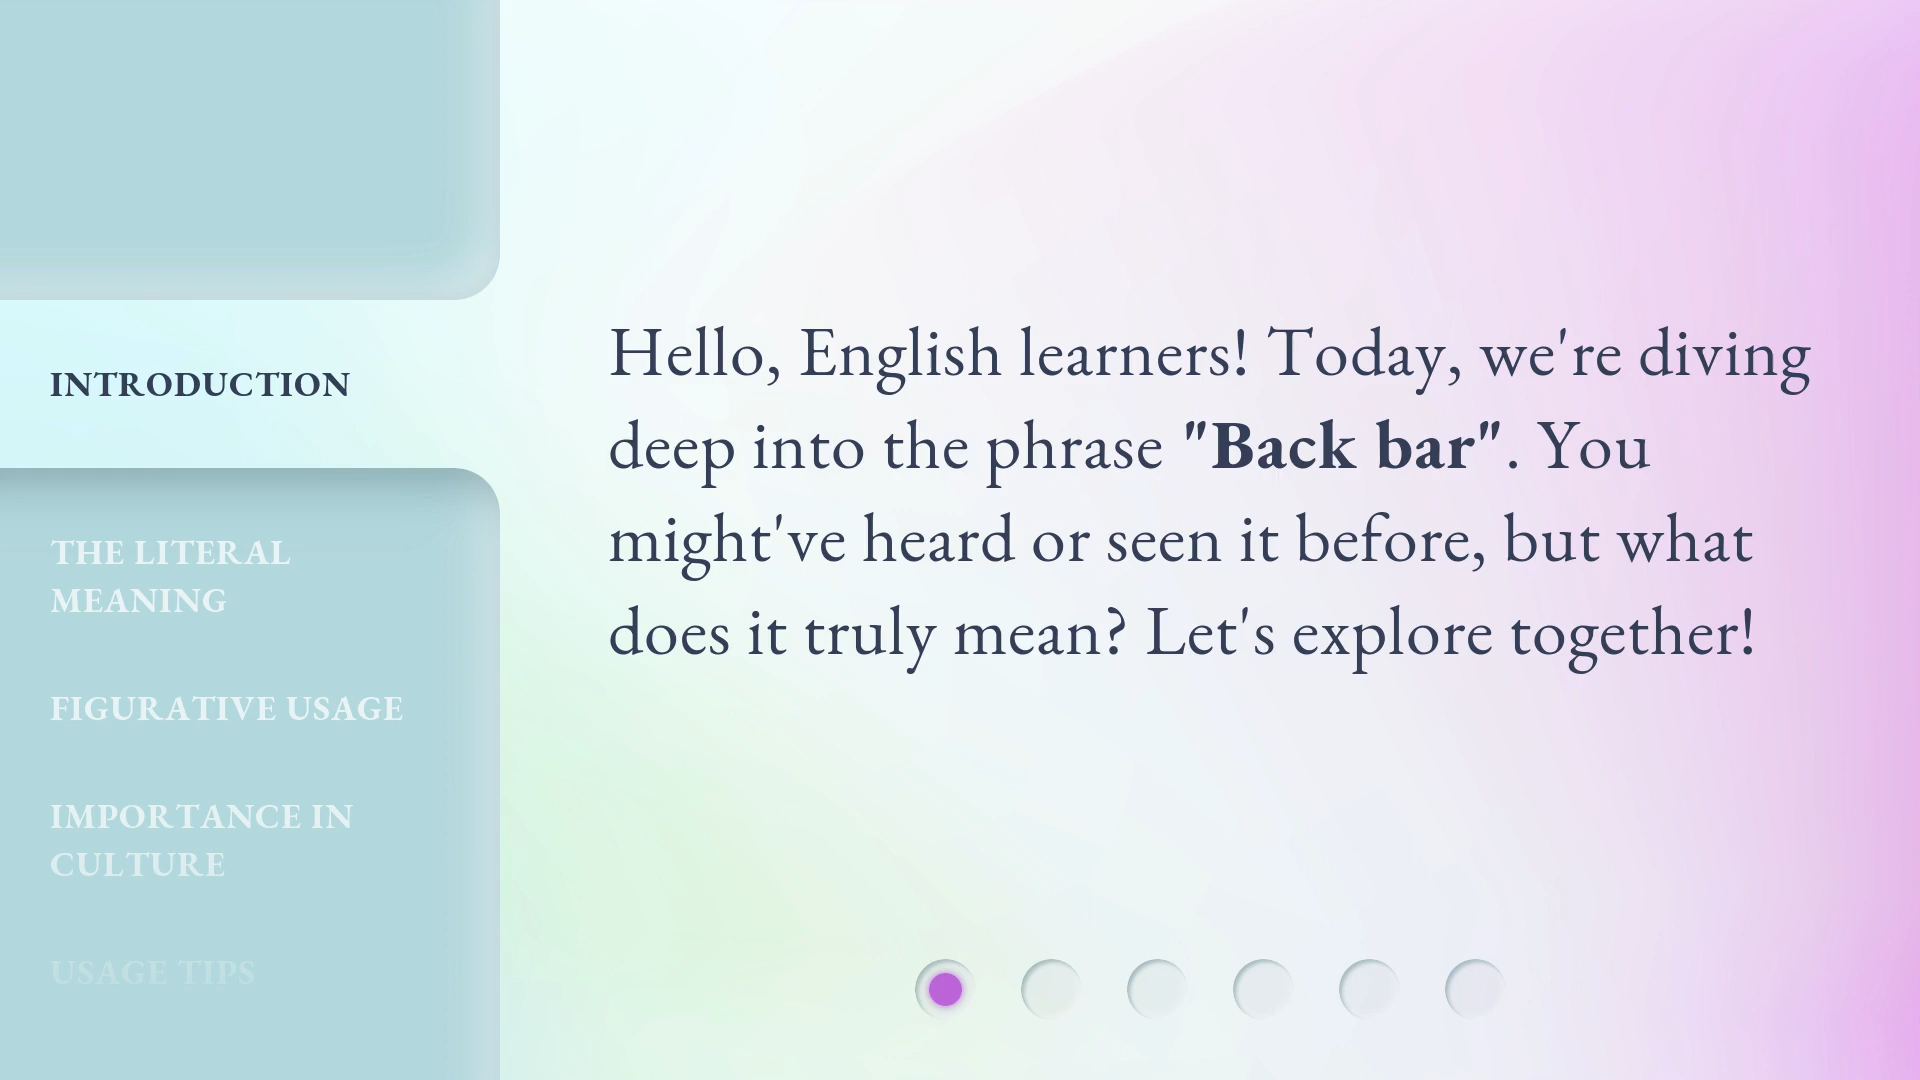 INTRODUCTION
THE LITERAL
MEANING
FIGURATIVE USAGE
IMPORTANCE IN
CULTURE
USAGE TIPS
Hello, English learners! Today, we're diving
deep into the phrase "Back bar". You
might've heard or seen it before, but what
does it truly mean? Let's explore together!